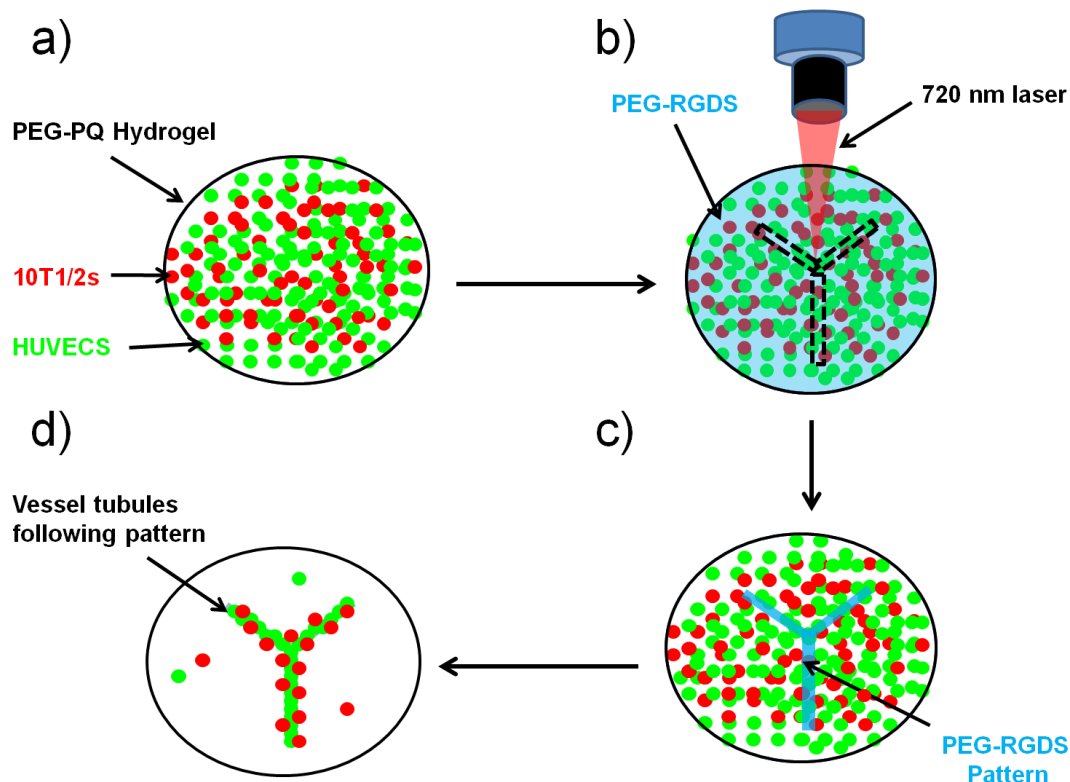 a)
PEG-PQ Hydrogel
10T1/2s
HUVECS
b)
PEG-RGDS
720 nm laser
c)
PEG-RGDS
Pattern
d)
Vessel tubules
following pattern